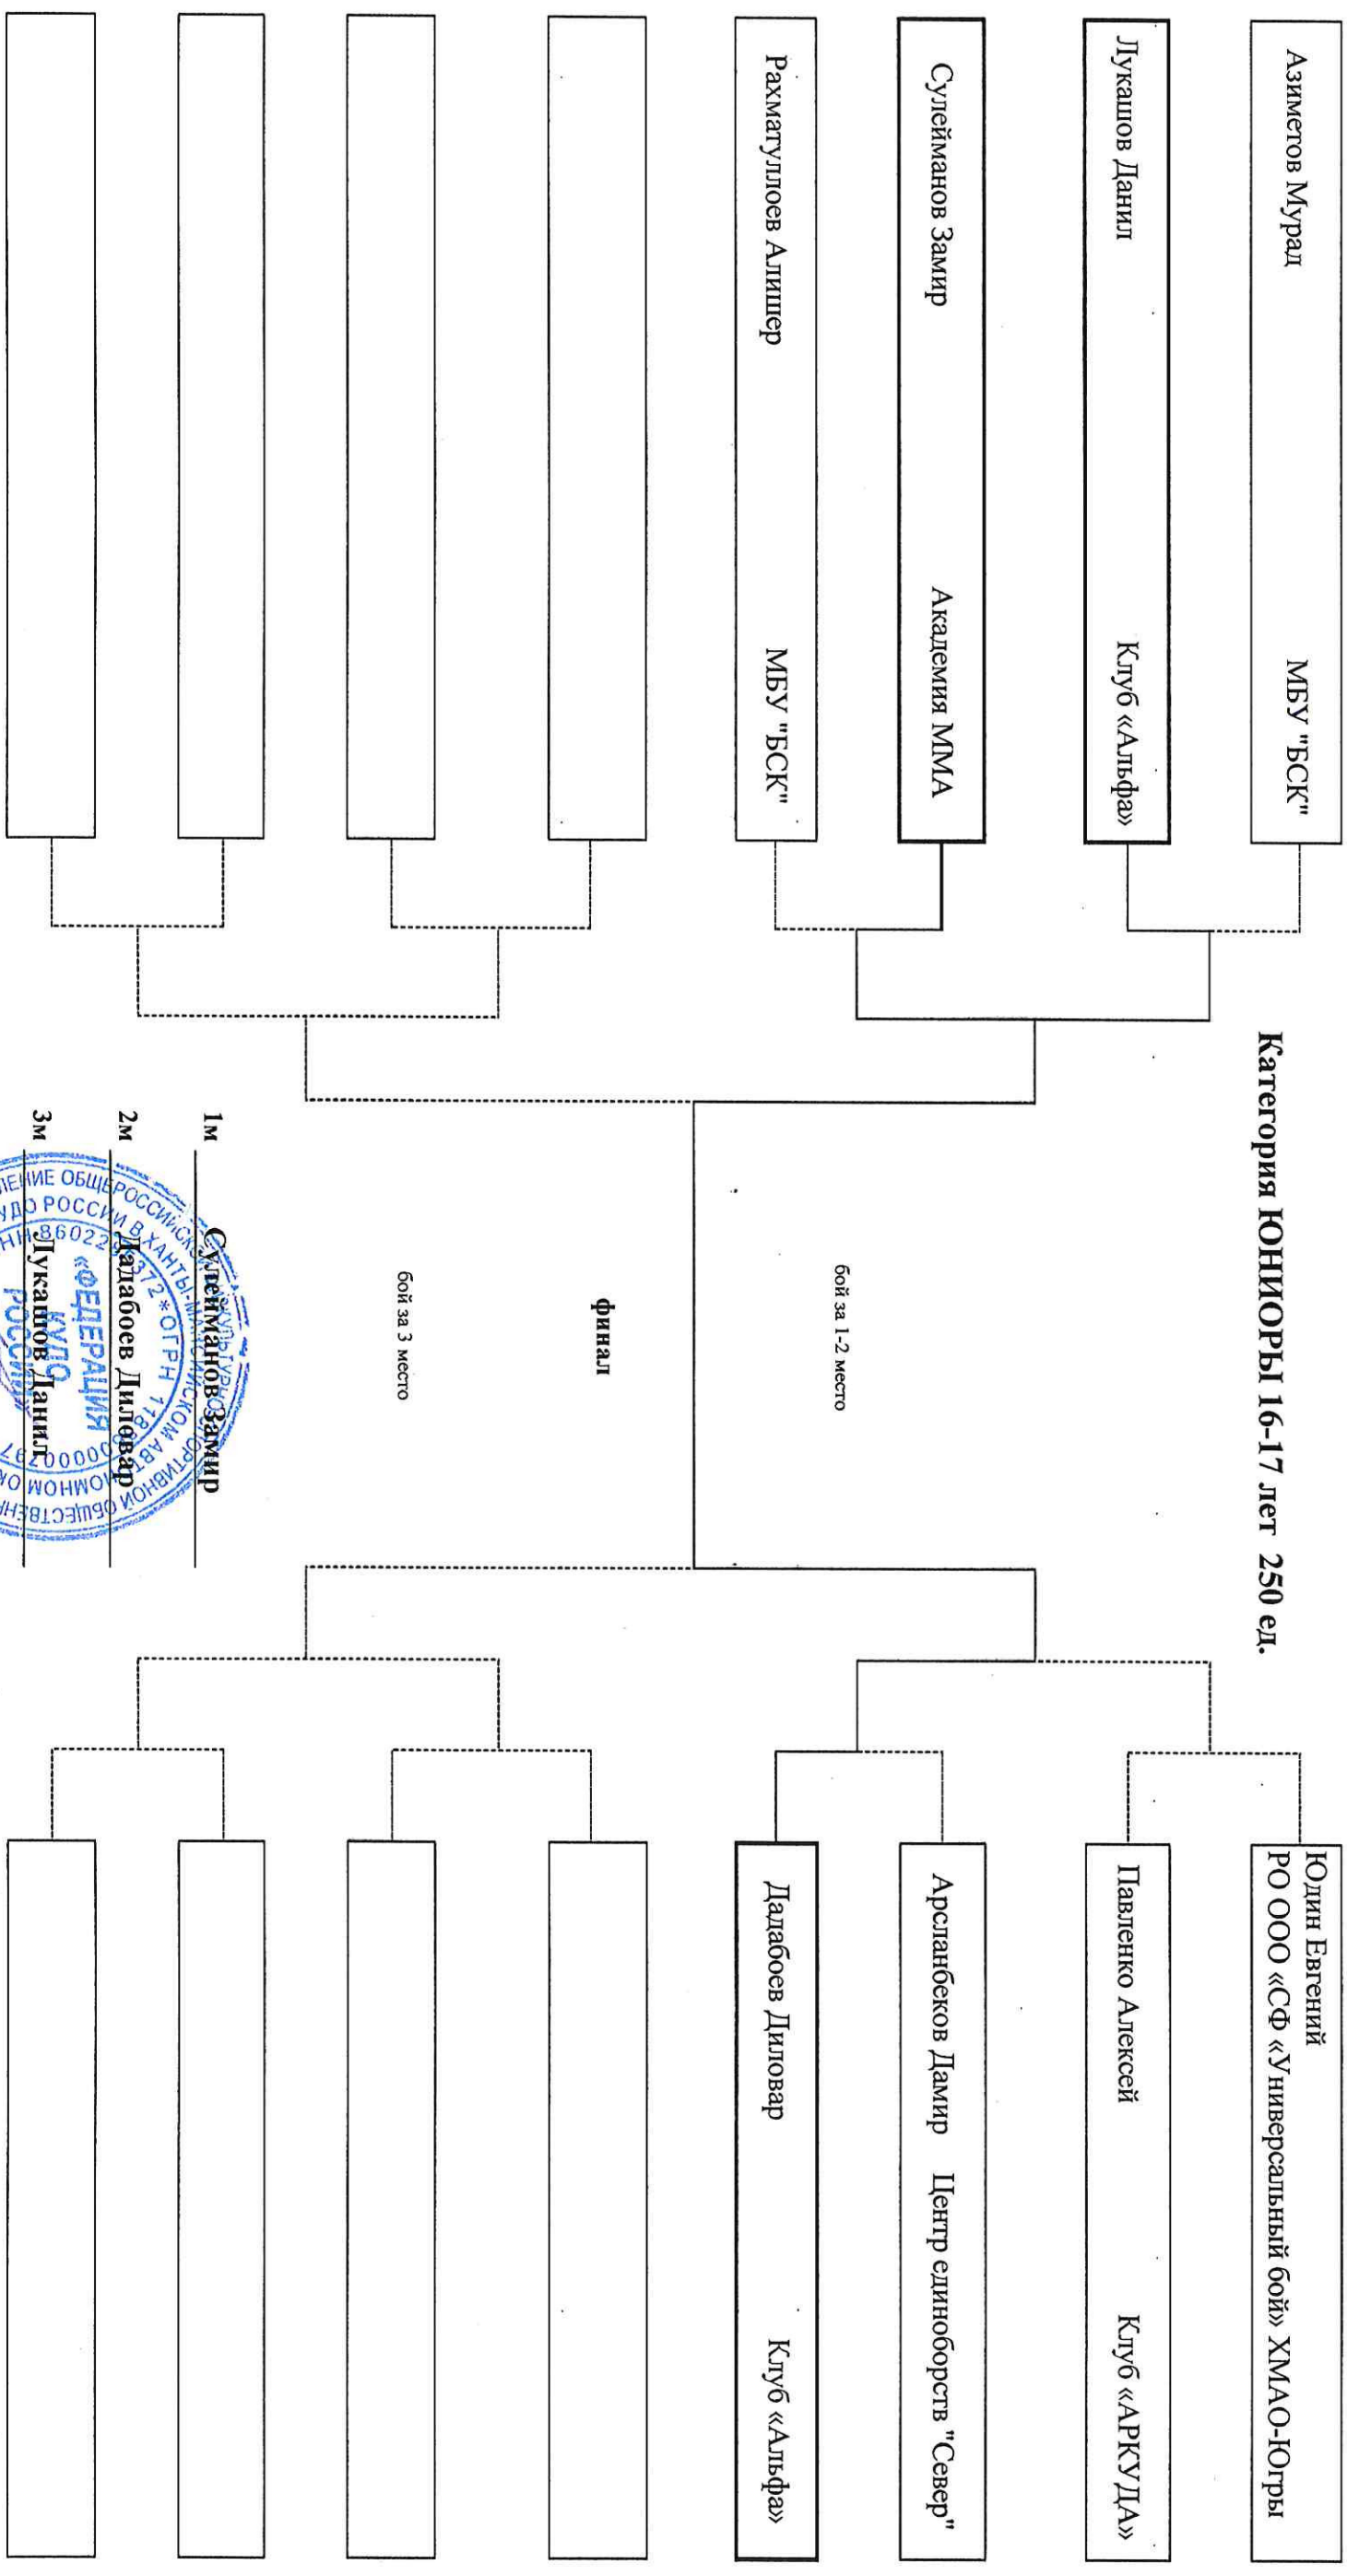 Категория ЮНИОРЫ 16-17 лет 250 ед.
Азиметов Мурад МБУ "БСК"
Лукашов Данил Клуб «Альфа»
Сулейманов Замир Академия ММА
Рахматуллоев Алишер МБУ "БСК"
Юдин Евгений
РО ООО «СФ «Универсальный бой» ХМАО-Югры
Павленко Алексей Клуб «АРКУДА»
Арсланбеков Дамир Центр единоборств "Север"
Дадабоев Диловар Клуб «Альфа»
бой за 1-2 место
финал
бой за 3 место
1м Сулейманов Замир
2м Дадабоев Диловар
3м Лукашов Данил
«ФЕДЕРАЦИЯ
КУДО
РОССИИ»